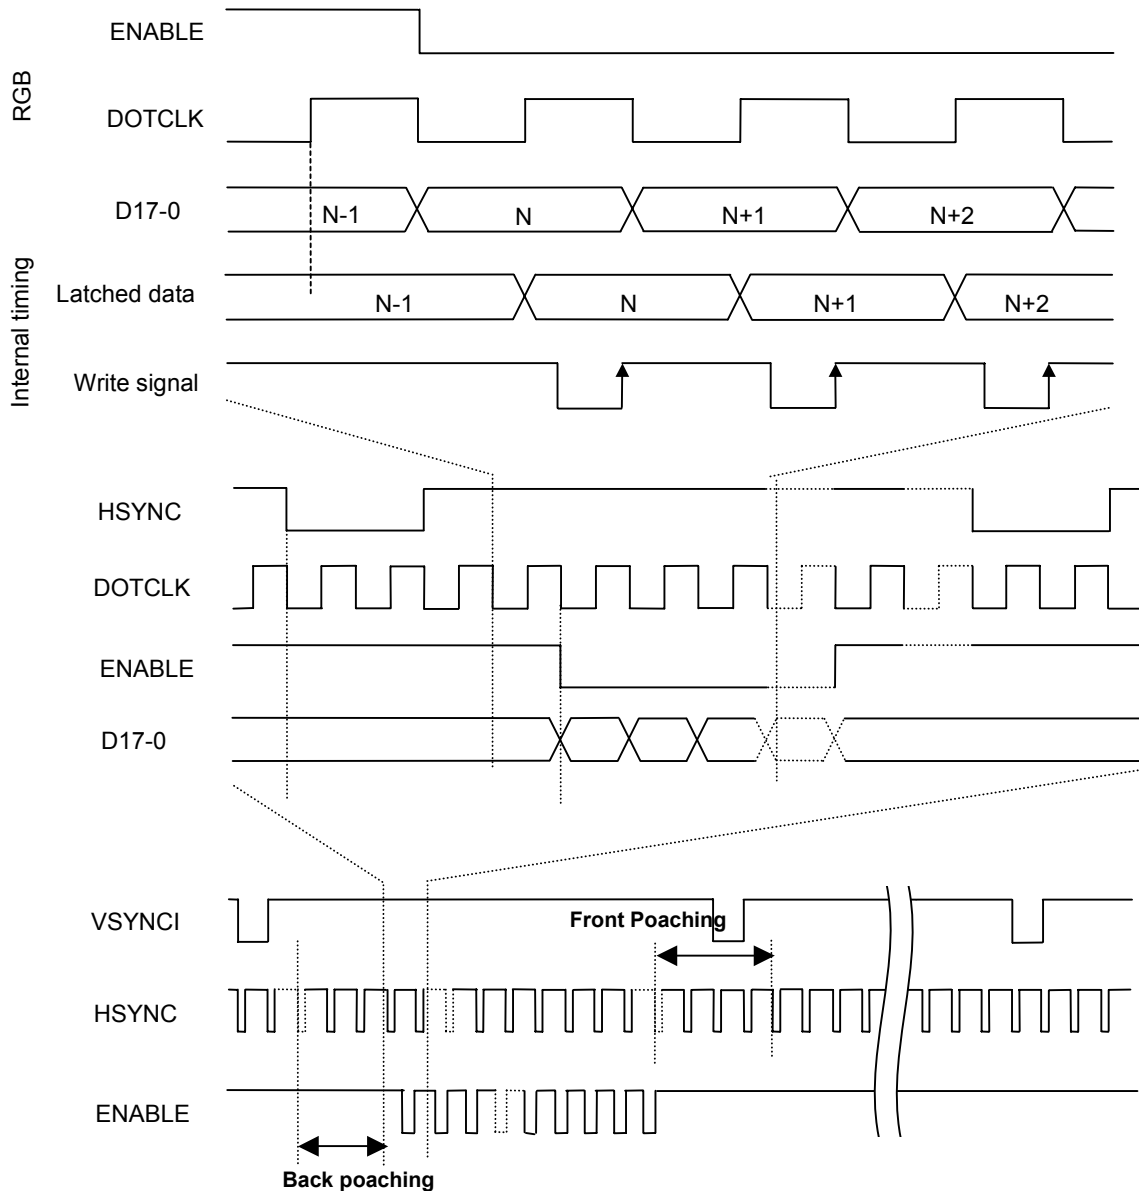 ENABLE
RGB
DOTCLK
D17-0
N-1
N
N+1
N+2
Internal timing
Latched data
N-1
N
N+1
N+2
Write signal
HSYNC
DOTCLK
ENABLE
D17-0
VSYNCI
Front Poaching
HSYNC
ENABLE
Back poaching